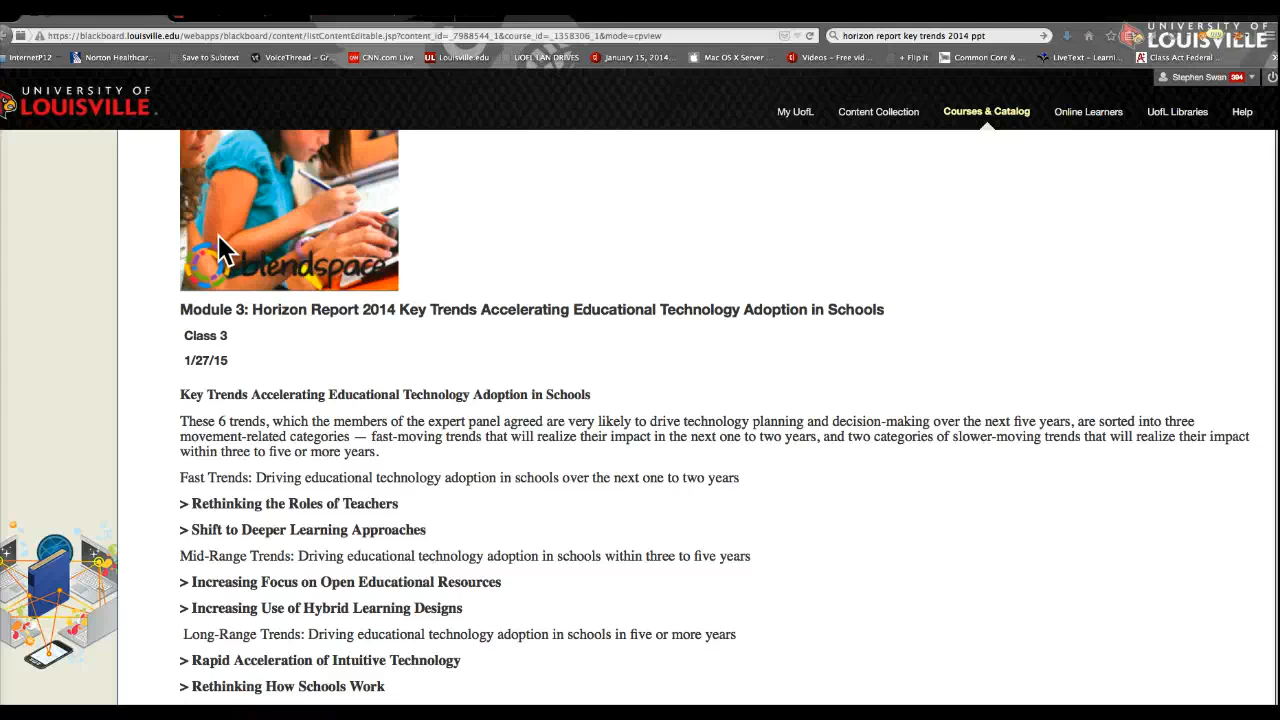 https://blackboard.louisville.edu/webapps/blackboard/content/listContentEditable.jsp?content_id=_7988544_1&course_id=_1358306_1&mode=cpview
horizon report key trends 2014 ppt
UNIVERSITY OF
LOUISVILLE
InternetP12
Norton Healthcar...
Save to Subtext
VoiceThread – Gr...
CNN.com Live
Louisville.edu
UOFL LAN DRIVES
January 15, 2014...
Mac OS X Server ...
Videos – Free vid...
+ Flip it
Common Core & ...
LiveText – Learni...
Class Act Federal ...
Stephen Swan 394
UNIVERSITY OF
LOUISVILLE.
My UofL
Content Collection
Courses & Catalog
Online Learners
UofL Libraries
Help
blendspace
Module 3: Horizon Report 2014 Key Trends Accelerating Educational Technology Adoption in Schools
Class 3
1/27/15
Key Trends Accelerating Educational Technology Adoption in Schools
These 6 trends, which the members of the expert panel agreed are very likely to drive technology planning and decision-making over the next five years, are sorted into three
movement-related categories — fast-moving trends that will realize their impact in the next one to two years, and two categories of slower-moving trends that will realize their impact
within three to five or more years.
Fast Trends: Driving educational technology adoption in schools over the next one to two years
> Rethinking the Roles of Teachers
> Shift to Deeper Learning Approaches
Mid-Range Trends: Driving educational technology adoption in schools within three to five years
> Increasing Focus on Open Educational Resources
> Increasing Use of Hybrid Learning Designs
Long-Range Trends: Driving educational technology adoption in schools in five or more years
> Rapid Acceleration of Intuitive Technology
> Rethinking How Schools Work